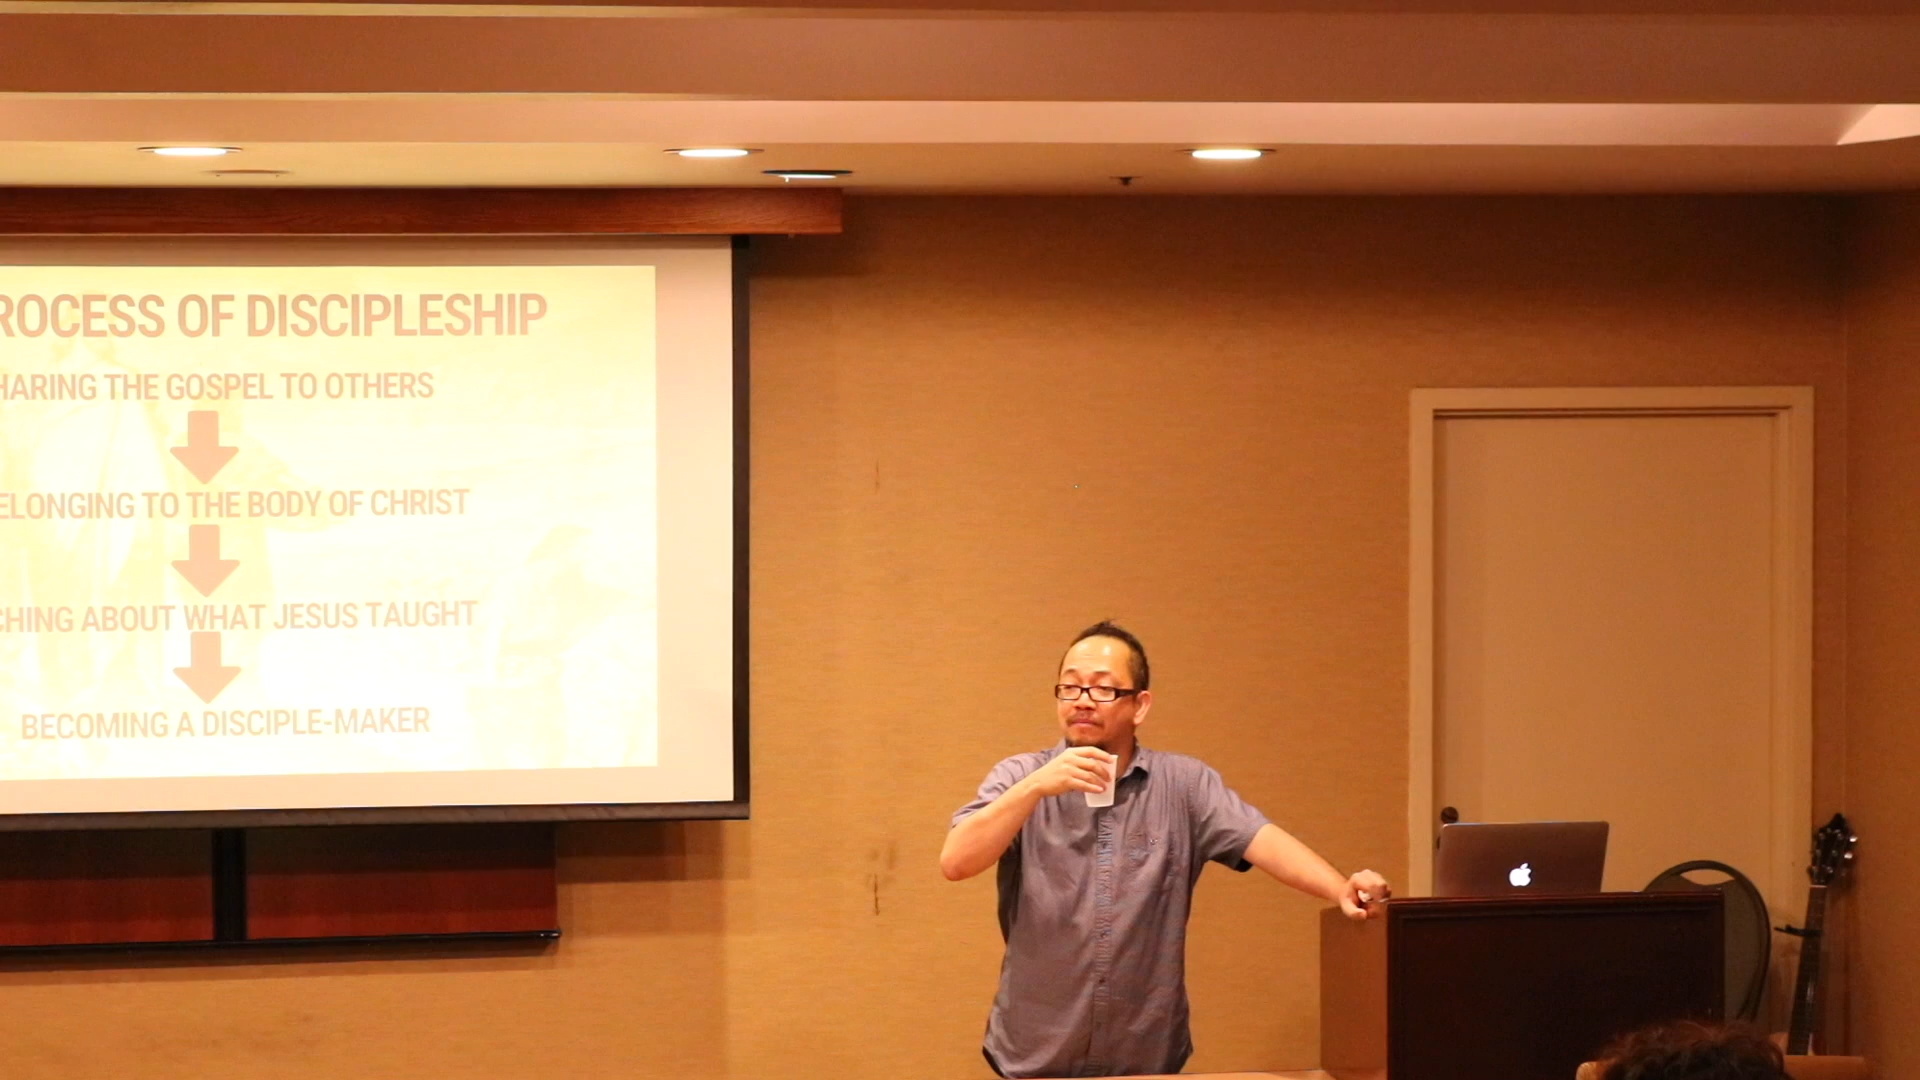 ROCESS OF DISCIPLESHIP
HARING THE GOSPEL TO OTHERS
ELONGING TO THE BODY OF CHRIST
CHING ABOUT WHAT JESUS TAUGHT
BECOMING A DISCIPLE-MAKER